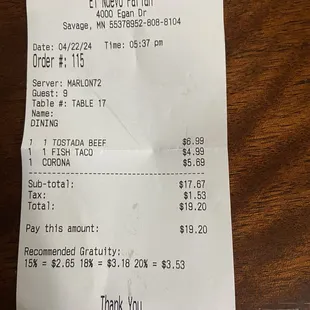 El Nuevo Fariah
4000 Egan Dr
Savage, MN 55378952-808-8104
Date: 04/22/24 Time: 05:37 pm
Order #: 115
Server: MARLON72
Guest: 9
Table #: TABLE 17
Name:
DINING
1 1 TOSTADA BEEF $6.99
1 1 FISH TACO $4.99
1 CORONA $5.69
Sub-total: $17.67
Tax: $1.53
Total: $19.20
Pay this amount: $19.20
Recommended Gratuity:
15% = $2.65 18% = $3.18 20% = $3.53
Thank You